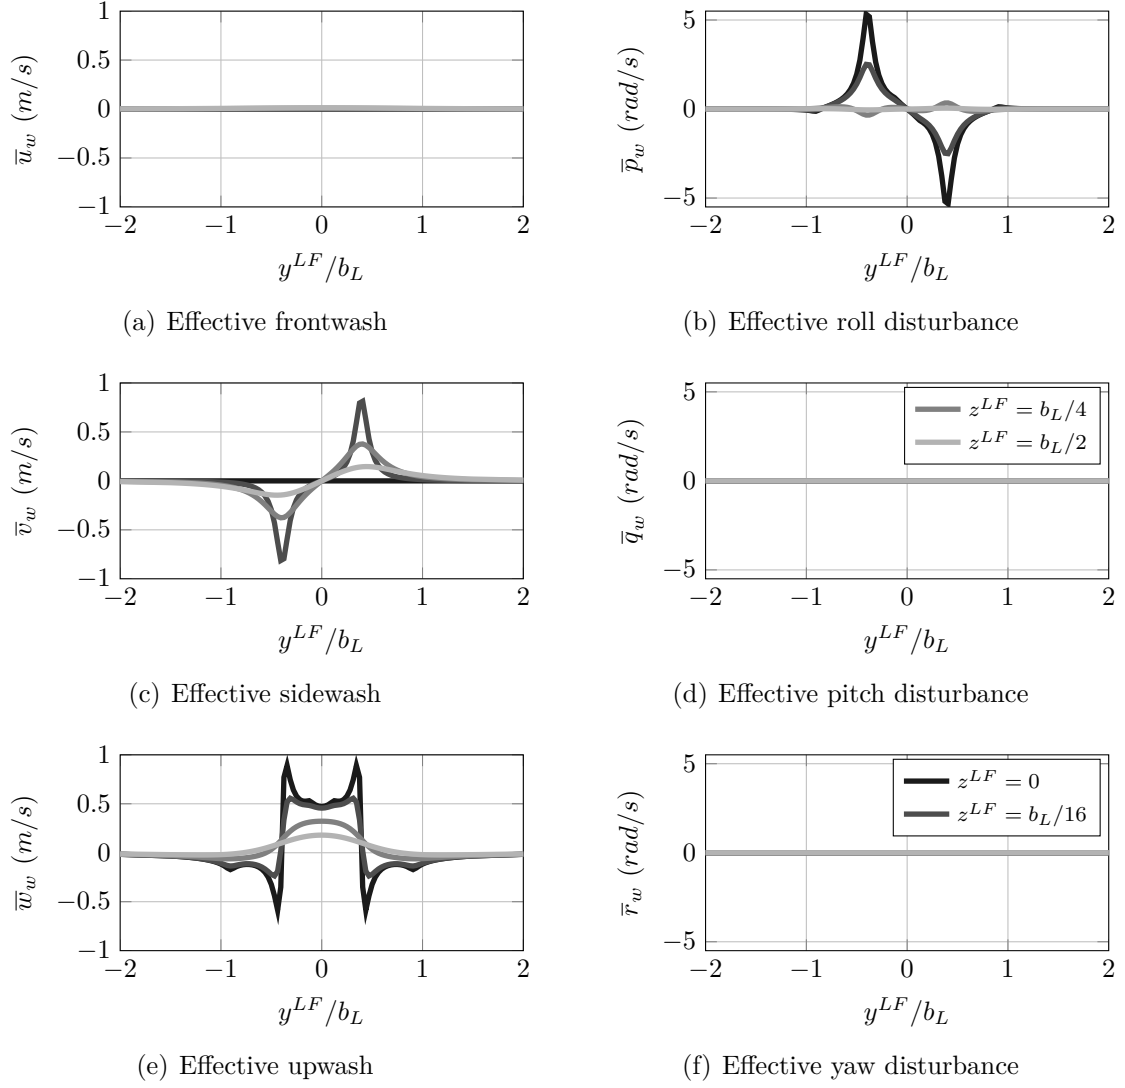 1
0.5
0
−0.5
−1
−2
−1
0
1
2
u̅_w (m/s)
y^{LF}/b_L
(a) Effective frontwash
5
0
−5
−2
−1
0
1
2
p̅_w (rad/s)
y^{LF}/b_L
(b) Effective roll disturbance
1
0.5
0
−0.5
−1
−2
−1
0
1
2
v̅_w (m/s)
y^{LF}/b_L
(c) Effective sidewash
5
0
−5
−2
−1
0
1
2
q̅_w (rad/s)
z^{LF} = b_L/4
z^{LF} = b_L/2
y^{LF}/b_L
(d) Effective pitch disturbance
1
0.5
0
−0.5
−1
−2
−1
0
1
2
w̅_w (m/s)
y^{LF}/b_L
(e) Effective upwash
5
0
−5
−2
−1
0
1
2
r̅_w (rad/s)
z^{LF} = 0
z^{LF} = b_L/16
y^{LF}/b_L
(f) Effective yaw disturbance